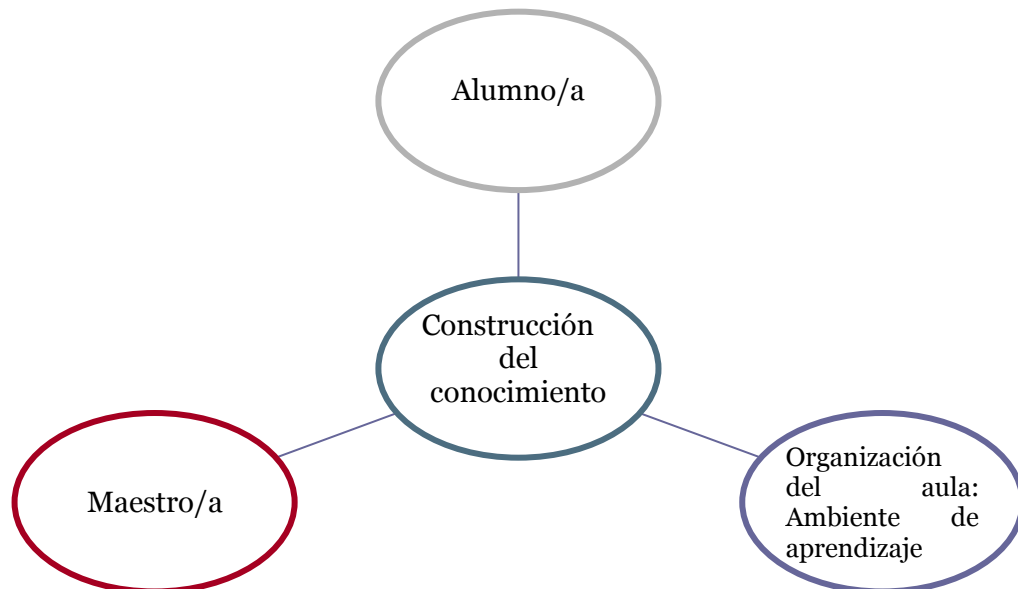 Alumno/a
Construcción
del
conocimiento
Maestro/a
Organización
del aula:
Ambiente de
aprendizaje